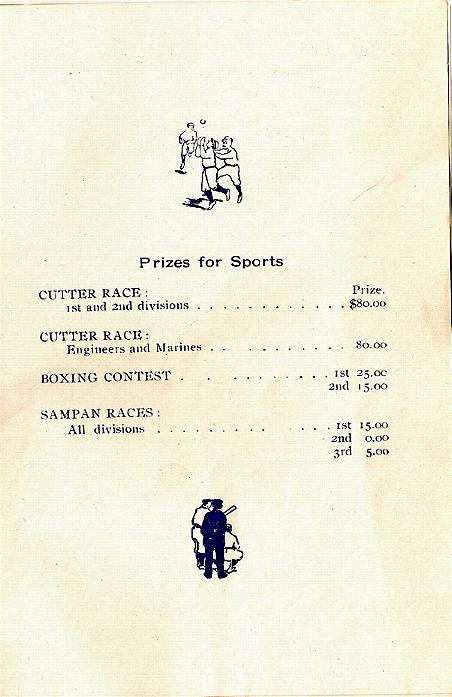 Prizes for Sports
CUTTER RACE: Prize.
1st and 2nd divisions . . . . . . . . . . . . . $80.00
CUTTER RACE:
Engineers and Marines . . . . . . . . . . . 80.00
BOXING CONTEST . . . . . . . . . . . 1st 25.00
2nd 15.00
SAMPAN RACES:
All divisions . . . . . . . . . . . . . 1st 15.00
2nd 0.00
3rd 5.00